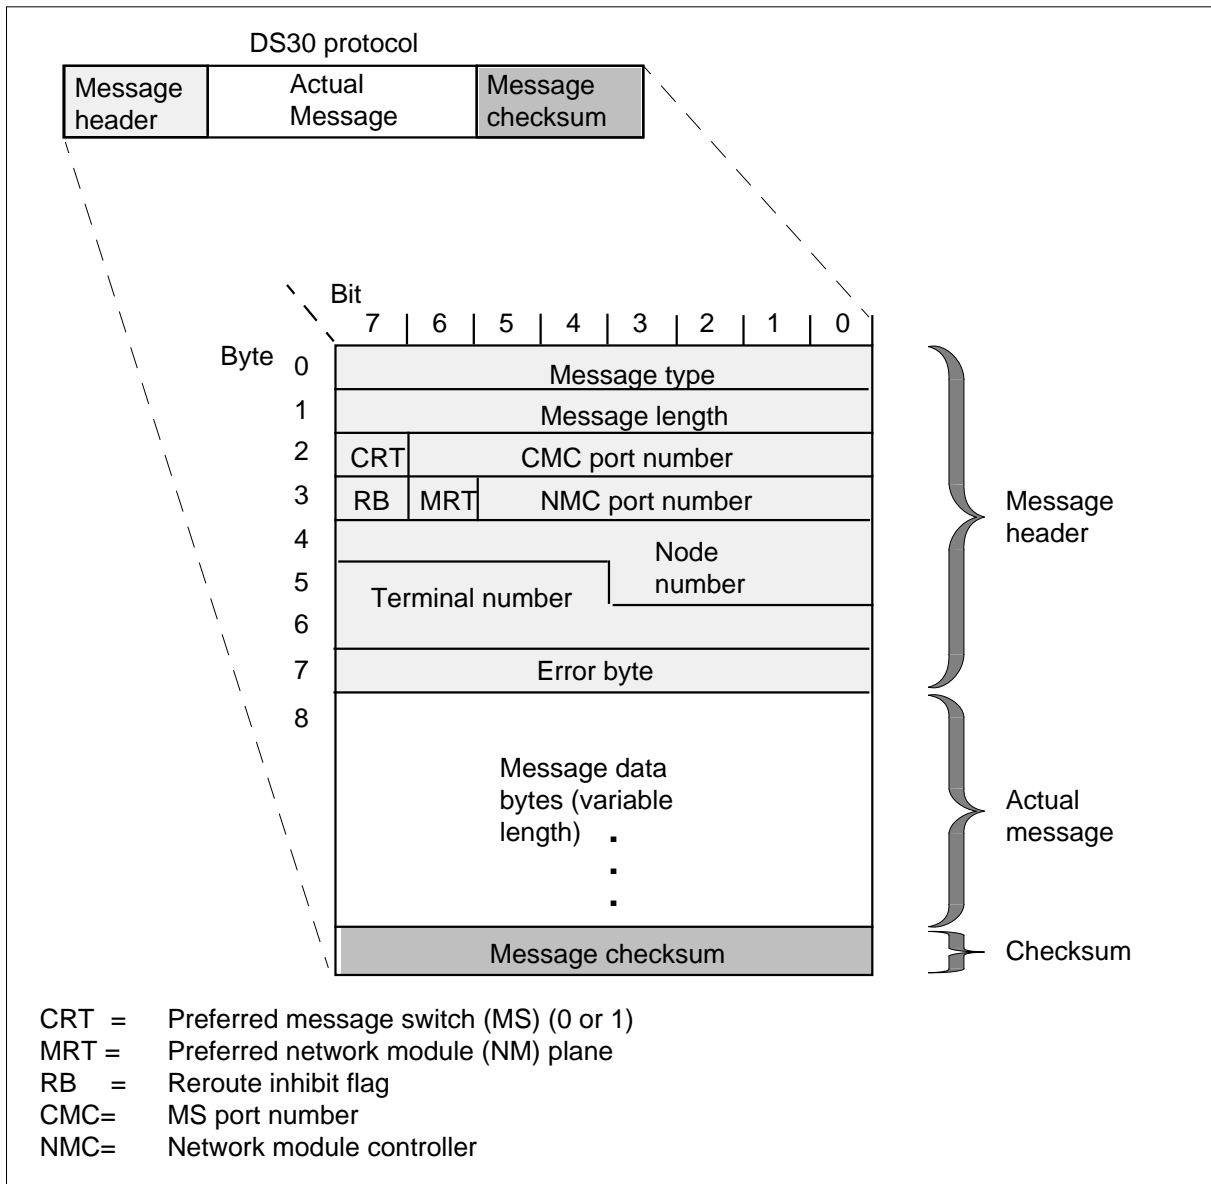 DS30 protocol
Message
header
Actual
Message
Message
checksum
Bit
7 6 5 4 3 2 1 0
Byte
0 Message type
1 Message length
2 CRT CMC port number
3 RB MRT NMC port number
4
5
6
Node
number
Terminal number
7 Error byte
8
Message data
bytes (variable
length)
Message checksum
Message
header
Actual
message
Checksum
CRT = Preferred message switch (MS) (0 or 1)
MRT = Preferred network module (NM) plane
RB = Reroute inhibit flag
CMC= MS port number
NMC= Network module controller